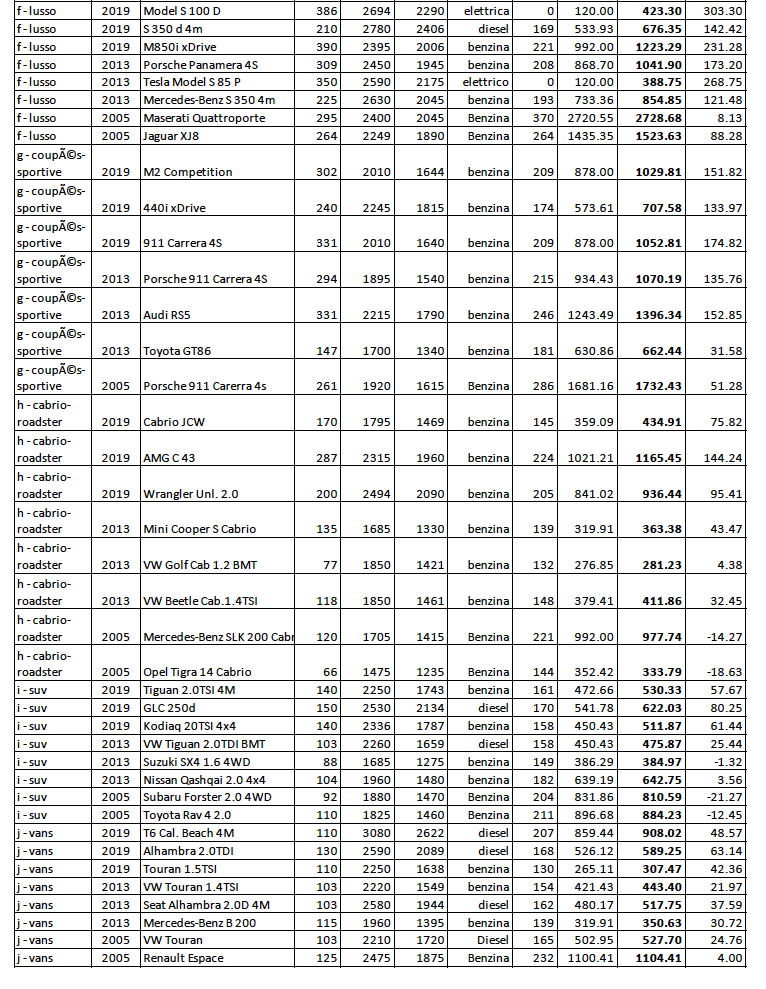 f - lusso 2019 Model S 100 D 386 2694 2290 elettrica 0 120.00 423.30 303.30
f - lusso 2019 S 350 d 4m 210 2780 2406 diesel 169 533.93 676.35 142.42
f - lusso 2019 M850i xDrive 390 2395 2006 benzina 221 992.00 1223.29 231.28
f - lusso 2013 Porsche Panamera 4S 309 2450 1945 benzina 208 868.70 1041.90 173.20
f - lusso 2013 Tesla Model S 85 P 350 2590 2175 elettrico 0 120.00 388.75 268.75
f - lusso 2013 Mercedes-Benz S 350 4m 225 2630 2045 benzina 193 733.36 854.85 121.48
f - lusso 2005 Maserati Quattroporte 295 2400 2045 Benzina 370 2720.55 2728.68 8.13
f - lusso 2005 Jaguar XJ8 264 2249 1890 Benzina 264 1435.35 1523.63 88.28
g - coupÃ©s-
sportive 2019 M2 Competition 302 2010 1644 benzina 209 878.00 1029.81 151.82
g - coupÃ©s-
sportive 2019 440i xDrive 240 2245 1815 benzina 174 573.61 707.58 133.97
g - coupÃ©s-
sportive 2019 911 Carrera 4S 331 2010 1640 benzina 209 878.00 1052.81 174.82
g - coupÃ©s-
sportive 2013 Porsche 911 Carrera 4S 294 1895 1540 benzina 215 934.43 1070.19 135.76
g - coupÃ©s-
sportive 2013 Audi RS5 331 2215 1790 benzina 246 1243.49 1396.34 152.85
g - coupÃ©s-
sportive 2013 Toyota GT86 147 1700 1340 benzina 181 630.86 662.44 31.58
g - coupÃ©s-
sportive 2005 Porsche 911 Carerra 4s 261 1920 1615 Benzina 286 1681.16 1732.43 51.28
h - cabrio-
roadster 2019 Cabrio JCW 170 1795 1469 benzina 145 359.09 434.91 75.82
h - cabrio-
roadster 2019 AMG C 43 287 2315 1960 benzina 224 1021.21 1165.45 144.24
h - cabrio-
roadster 2019 Wrangler Unl. 2.0 200 2494 2090 benzina 205 841.02 936.44 95.41
h - cabrio-
roadster 2013 Mini Cooper S Cabrio 135 1685 1330 benzina 139 319.91 363.38 43.47
h - cabrio-
roadster 2013 VW Golf Cab 1.2 BMT 77 1850 1421 benzina 132 276.85 281.23 4.38
h - cabrio-
roadster 2013 VW Beetle Cab.1.4TSI 118 1850 1461 benzina 148 379.41 411.86 32.45
h - cabrio-
roadster 2005 Mercedes-Benz SLK 200 Cabr 120 1705 1415 Benzina 221 992.00 977.74 -14.27
h - cabrio-
roadster 2005 Opel Tigra 14 Cabrio 66 1475 1235 Benzina 144 352.42 333.79 -18.63
i - suv 2019 Tiguan 2.0TSI 4M 140 2250 1743 benzina 161 472.66 530.33 57.67
i - suv 2019 GLC 250d 150 2530 2134 diesel 170 541.78 622.03 80.25
i - suv 2019 Kodiaq 20TSI 4x4 140 2336 1787 benzina 158 450.43 511.87 61.44
i - suv 2013 VW Tiguan 2.0TDI BMT 103 2260 1659 diesel 158 450.43 475.87 25.44
i - suv 2013 Suzuki SX4 1.6 4WD 88 1685 1275 benzina 149 386.29 384.97 -1.32
i - suv 2013 Nissan Qashqai 2.0 4x4 104 1960 1480 benzina 182 639.19 642.75 3.56
i - suv 2005 Subaru Forster 2.0 4WD 92 1880 1470 Benzina 204 831.86 810.59 -21.27
i - suv 2005 Toyota Rav 4 2.0 110 1825 1460 Benzina 211 896.68 884.23 -12.45
j - vans 2019 T6 Cal. Beach 4M 110 3080 2622 diesel 207 859.44 908.02 48.57
j - vans 2019 Alhambra 2.0TDI 130 2590 2089 diesel 168 526.12 589.25 63.14
j - vans 2019 Touran 1.5TSI 110 2250 1638 benzina 130 265.11 307.47 42.36
j - vans 2013 VW Touran 1.4TSI 103 2220 1549 benzina 154 421.43 443.40 21.97
j - vans 2013 Seat Alhambra 2.0D 4M 103 2580 1944 diesel 162 480.17 517.75 37.59
j - vans 2013 Mercedes-Benz B 200 115 1960 1395 benzina 139 319.91 350.63 30.72
j - vans 2005 VW Touran 103 2210 1720 Diesel 165 502.95 527.70 24.76
j - vans 2005 Renault Espace 125 2475 1875 Benzina 232 1100.41 1104.41 4.00